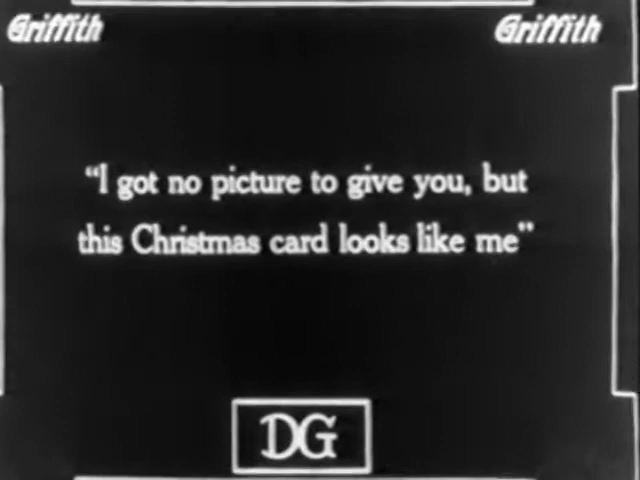 Griffith Griffith
“I got no picture to give you, but
this Christmas card looks like me”
DG